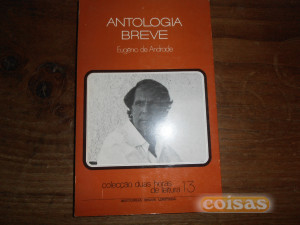 ANTOLOGIA
BREVE
Eugénio de Andrade
colecção duas horas
de leitura 13
coisas